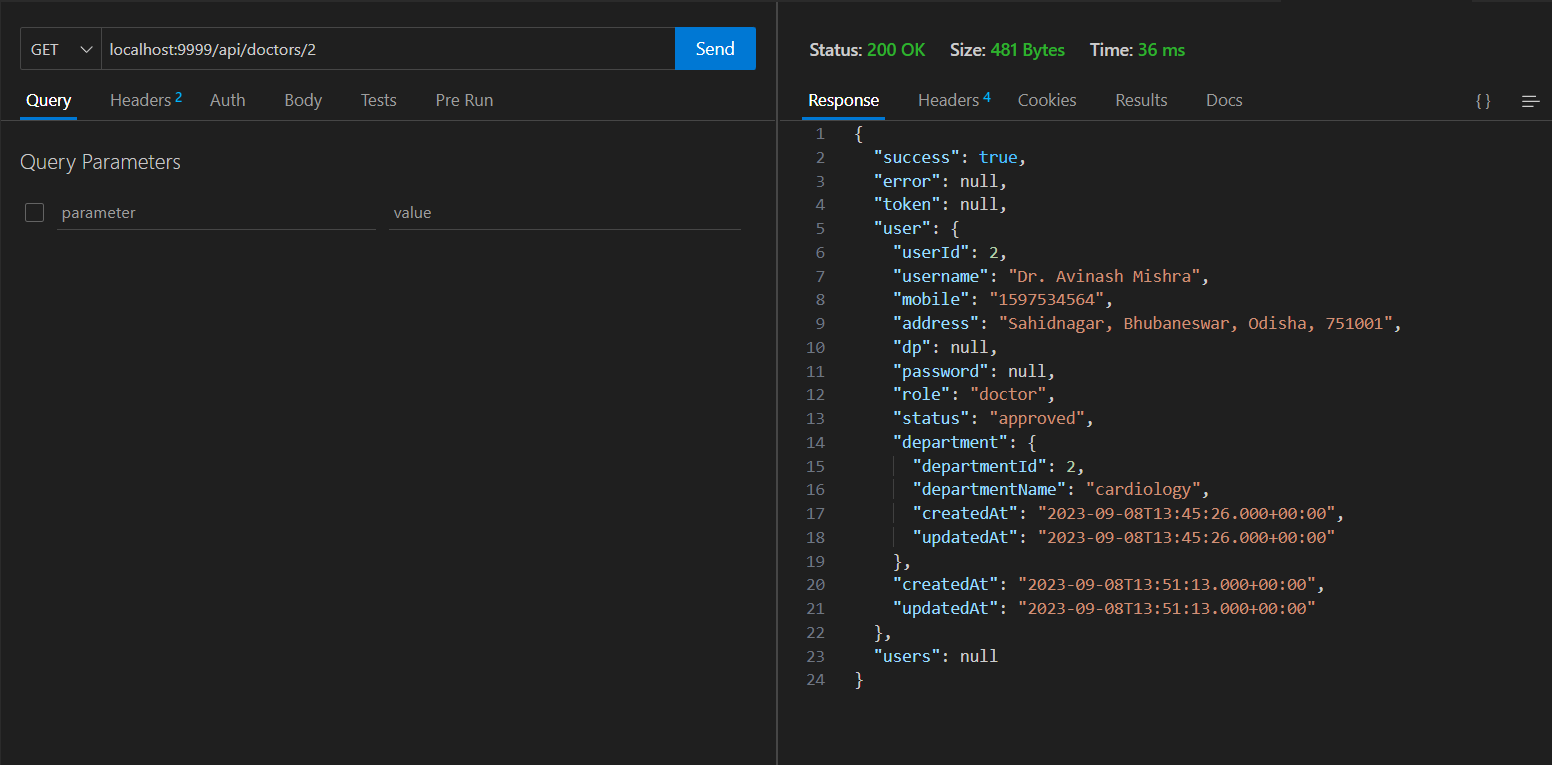 GET localhost:9999/api/doctors/2 Send
Query Headers 2 Auth Body Tests Pre Run
Query Parameters
parameter value
Status: 200 OK Size: 481 Bytes Time: 36 ms
Response Headers 4 Cookies Results Docs { }
1 {
2 "success": true,
3 "error": null,
4 "token": null,
5 "user": {
6 "userId": 2,
7 "username": "Dr. Avinash Mishra",
8 "mobile": "1597534564",
9 "address": "Sahidnagar, Bhubaneswar, Odisha, 751001",
10 "dp": null,
11 "password": null,
12 "role": "doctor",
13 "status": "approved",
14 "department": {
15 "departmentId": 2,
16 "departmentName": "cardiology",
17 "createdAt": "2023-09-08T13:45:26.000+00:00",
18 "updatedAt": "2023-09-08T13:45:26.000+00:00"
19 },
20 "createdAt": "2023-09-08T13:51:13.000+00:00",
21 "updatedAt": "2023-09-08T13:51:13.000+00:00"
22 },
23 "users": null
24 }